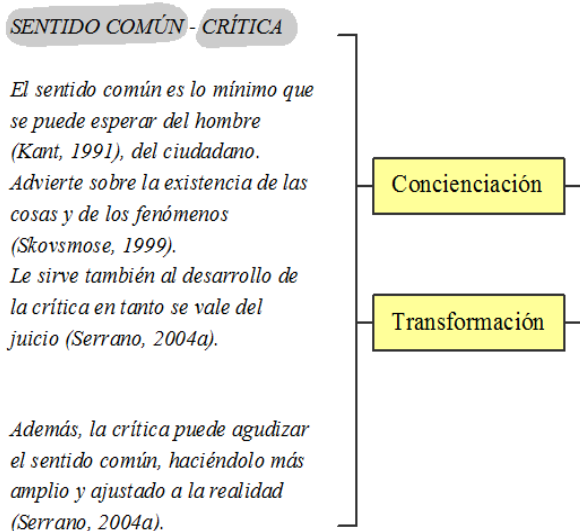 SENTIDO COMÚN - CRÍTICA
El sentido común es lo mínimo que
se puede esperar del hombre
(Kant, 1991), del ciudadano.
Advierte sobre la existencia de las
cosas y de los fenómenos
(Skovsmose, 1999).
Le sirve también al desarrollo de
la crítica en tanto se vale del
juicio (Serrano, 2004a).
Además, la crítica puede agudizar
el sentido común, haciéndolo más
amplio y ajustado a la realidad
(Serrano, 2004a).
Concienciación
Transformación